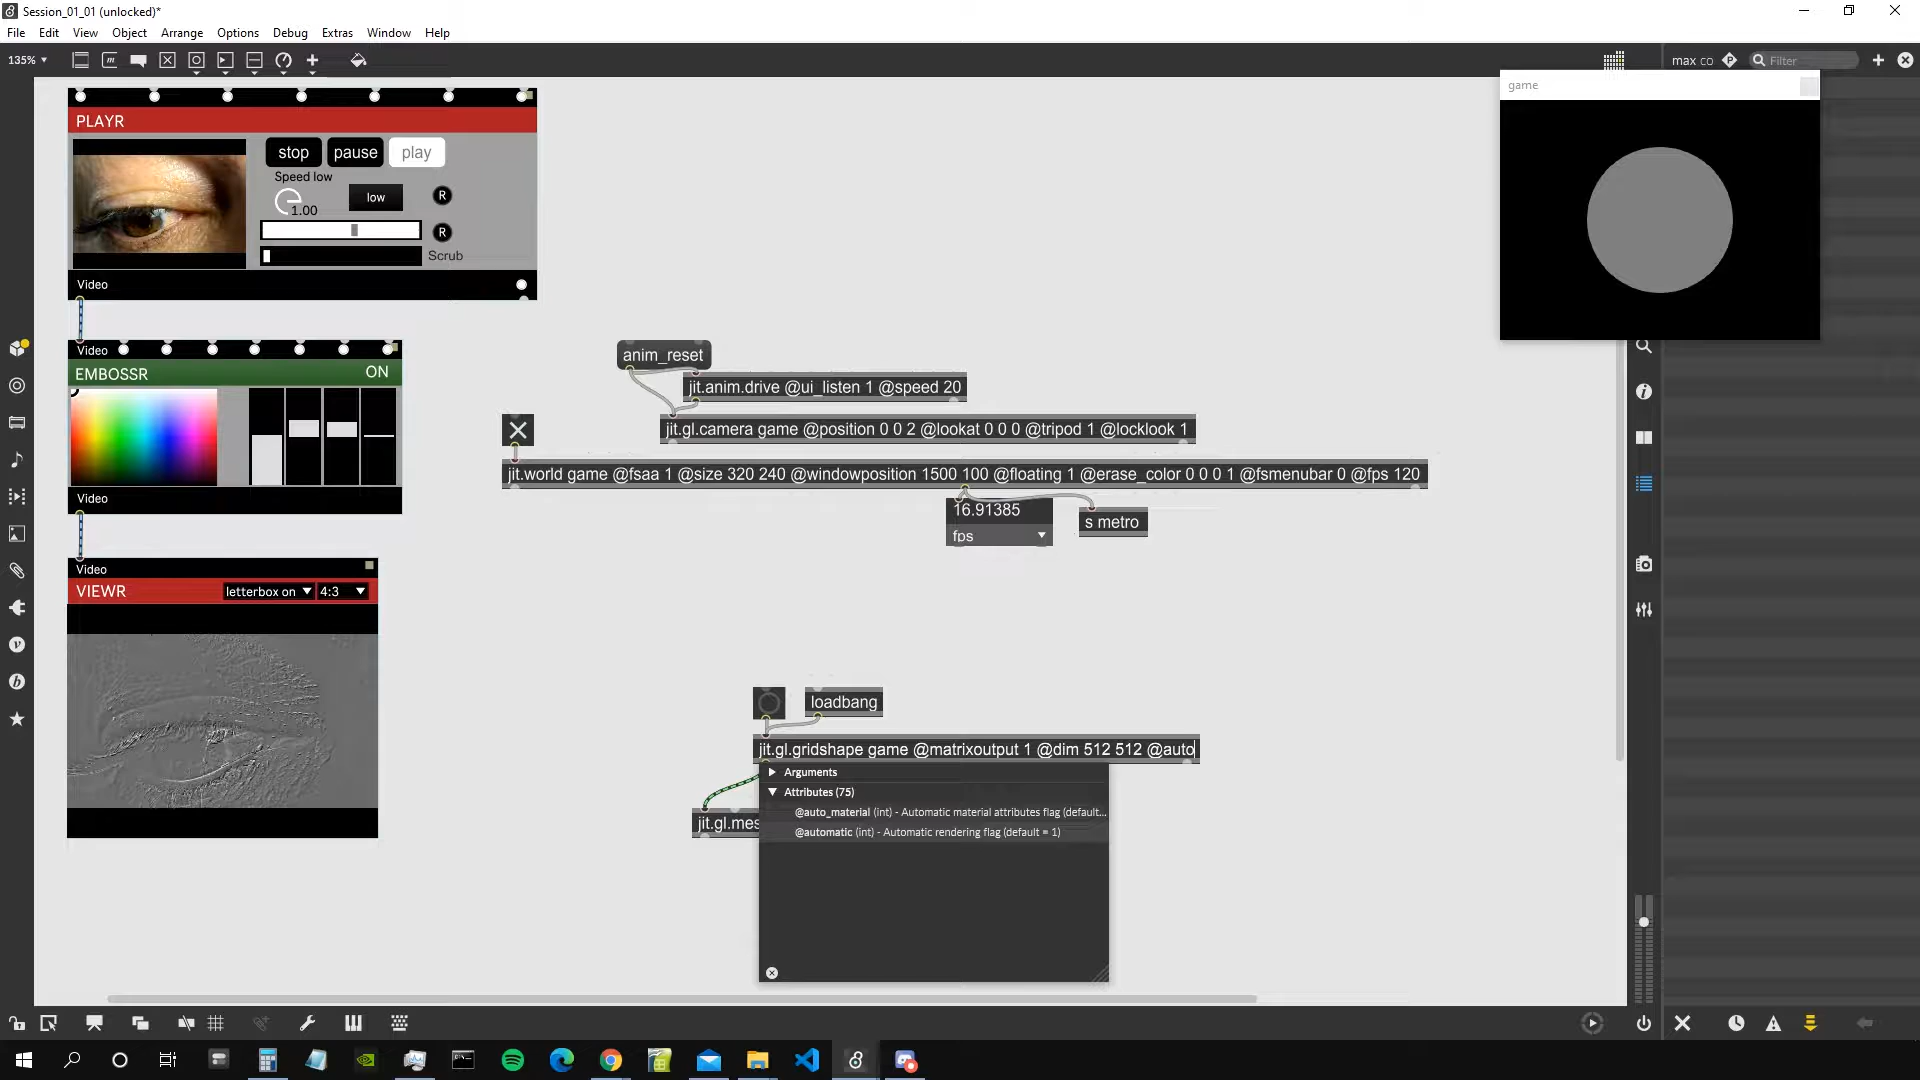 Session_01_01 (unlocked)*
File Edit View Object Arrange Options Debug Extras Window Help
135%
max co
Filter
game
PLAYR
stop pause play
Speed low
low
R
1.00
R
Scrub
Video
Video
EMBOSSR ON
Video
Video
VIEWR letterbox on 4:3
anim_reset
jit.anim.drive @ui_listen 1 @speed 20
jit.gl.camera game @position 0 0 2 @lookat 0 0 0 @tripod 1 @locklook 1
jit.world game @fsaa 1 @size 320 240 @windowposition 1500 100 @floating 1 @erase_color 0 0 0 1 @fsmenubar 0 @fps 120
16.91385
fps
s metro
loadbang
jit.gl.gridshape game @matrixoutput 1 @dim 512 512 @auto
Arguments
Attributes (75)
@auto_material (int) - Automatic material attributes flag (default...
@automatic (int) - Automatic rendering flag (default = 1)
jit.gl.mes